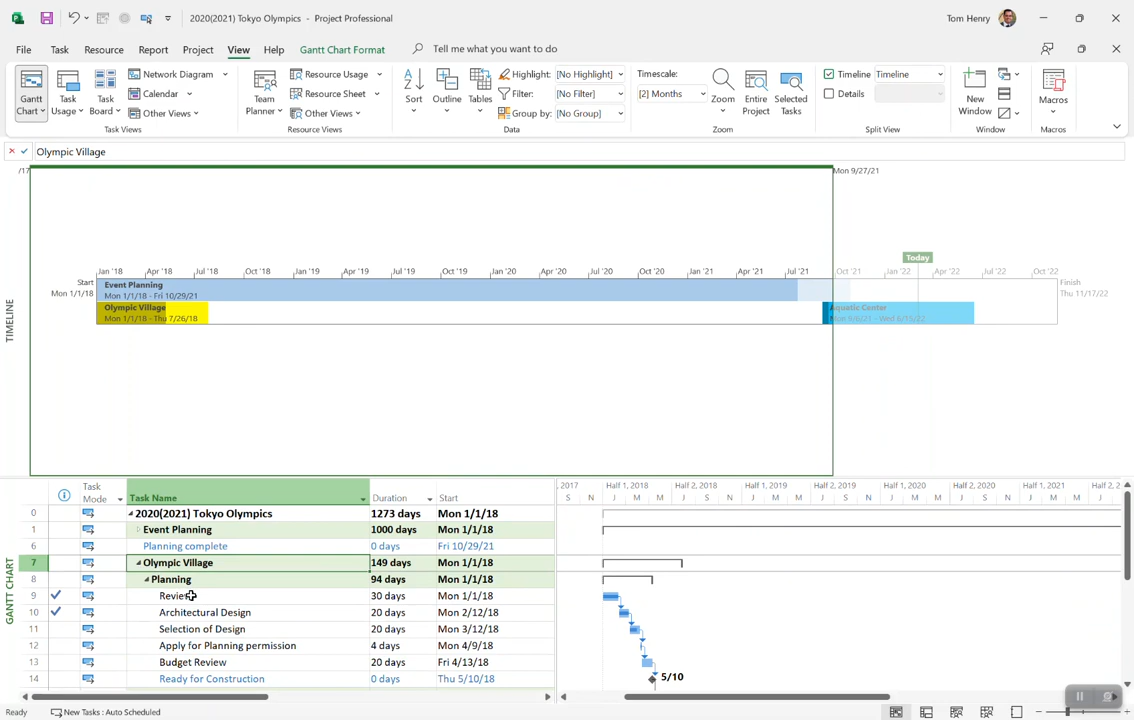 2020(2021) Tokyo Olympics - Project Professional
Tom Henry
File Task Resource Report Project View Help Gantt Chart Format Tell me what you want to do
Gantt Chart
Task Usage
Task Board
Network Diagram
Calendar
Other Views
Task Views
Team Planner
Resource Usage
Resource Sheet
Other Views
Resource Views
Sort
Outline
Tables
Highlight: [No Highlight]
Filter: [No Filter]
Group by: [No Group]
Data
Timescale:
[2] Months
Zoom
Entire Project
Selected Tasks
Zoom
Timeline Timeline
Details
Split View
New Window
Window
Macros
Macros
Olympic Village
/17
Mon 9/27/21
TIMELINE
Today
Jan '18 Apr '18 Jul '18 Oct '18 Jan '19 Apr '19 Jul '19 Oct '19 Jan '20 Apr '20 Jul '20 Oct '20 Jan '21 Apr '21 Jul '21 Oct '21 Jan '22 Apr '22 Jul '22 Oct '22
Start
Mon 1/1/18
Event Planning
Mon 1/1/18 - Fri 10/29/21
Finish
Thu 11/17/22
Olympic Village
Mon 1/1/18 - Thu 7/26/18
Aquatic Center
GANTT CHART
Task Mode Task Name Duration Start
, 2017 Half 1, 2018 Half 2, 2018 Half 1, 2019 Half 2, 2019 Half 1, 2020 Half 2, 2020 Half 1, 2021 Half 2, 2
S N J M M J S N J M M J S N J M M J S N J M M J S
0 2020(2021) Tokyo Olympics 1273 days Mon 1/1/18
1 Event Planning 1000 days Mon 1/1/18
6 Planning complete 0 days Fri 10/29/21
7 Olympic Village 149 days Mon 1/1/18
8 Planning 94 days Mon 1/1/18
9 Review 30 days Mon 1/1/18
10 Architectural Design 20 days Mon 2/12/18
11 Selection of Design 20 days Mon 3/12/18
12 Apply for Planning permission 4 days Mon 4/9/18
13 Budget Review 20 days Fri 4/13/18
14 Ready for Construction 0 days Thu 5/10/18
5/10
Ready New Tasks : Auto Scheduled